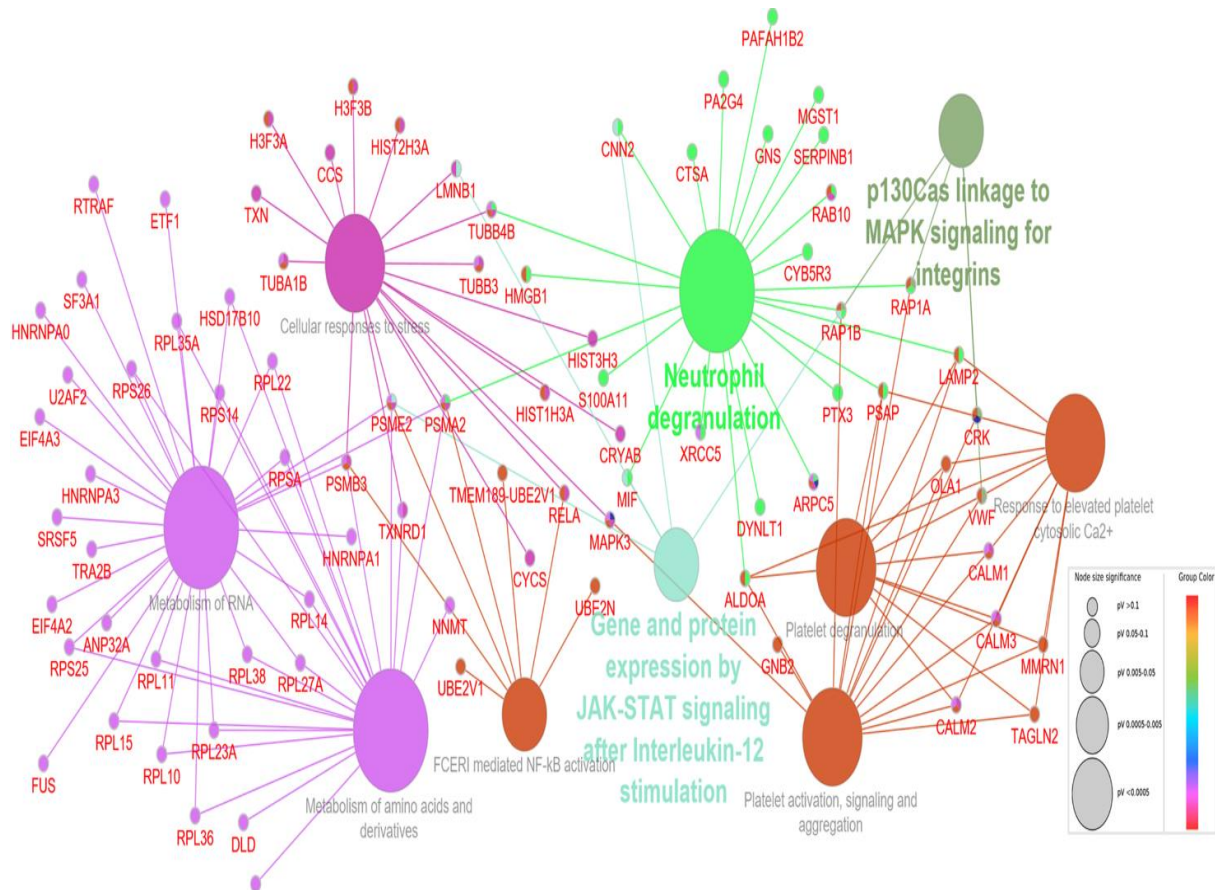 PAFAH1B2
PA2G4
H3F3B
MGST1
H3F3A
HIST2H3A
CNN2
GNS
SERPINB1
CCS
LMNB1
CTSA
p130Cas linkage to
MAPK signaling for
integrins
RTRAF
ETF1
TXN
RAB10
TUBB4B
TUBA1B
TUBB3
HMGB1
CYB5R3
SF3A1
HNRNPA0
HSD17B10
RAP1A
Cellular responses to stress
RAP1B
RPL35A
HIST3H3
RPL22
U2AF2
RPS26
LAMP2
Neutrophil
degranulation
S100A11
RPS14
HIST1H3A
PTX3
PSAP
EIF4A3
PSME2
PSMA2
CRK
CRYAB
XRCC5
RPSA
PSMB3
OLA1
HNRNPA3
TMEM189-UBE2V1
MIF
ARPC5
RELA
Response to elevated platelet
cytosolic Ca2+
VWF
SRSF5
TXNRD1
MAPK3
DYNLT1
HNRNPA1
TRA2B
CYCS
CALM1
Node size significance
Group Color
pV >0.1
pV 0.05-0.1
pV 0.005-0.05
pV 0.0005-0.005
pV <0.0005
Metabolism of RNA
ALDOA
UBE2N
EIF4A2
ANP32A
RPL14
NNMT
Platelet degranulation
Gene and protein
expression by
JAK-STAT signaling
after Interleukin-12
stimulation
CALM3
RPS25
GNB2
MMRN1
RPL11
RPL38
RPL27A
UBE2V1
CALM2
TAGLN2
RPL15
RPL23A
FCERI mediated NF-kB activation
FUS
RPL10
Metabolism of amino acids and
derivatives
Platelet activation, signaling and
aggregation
RPL36
DLD